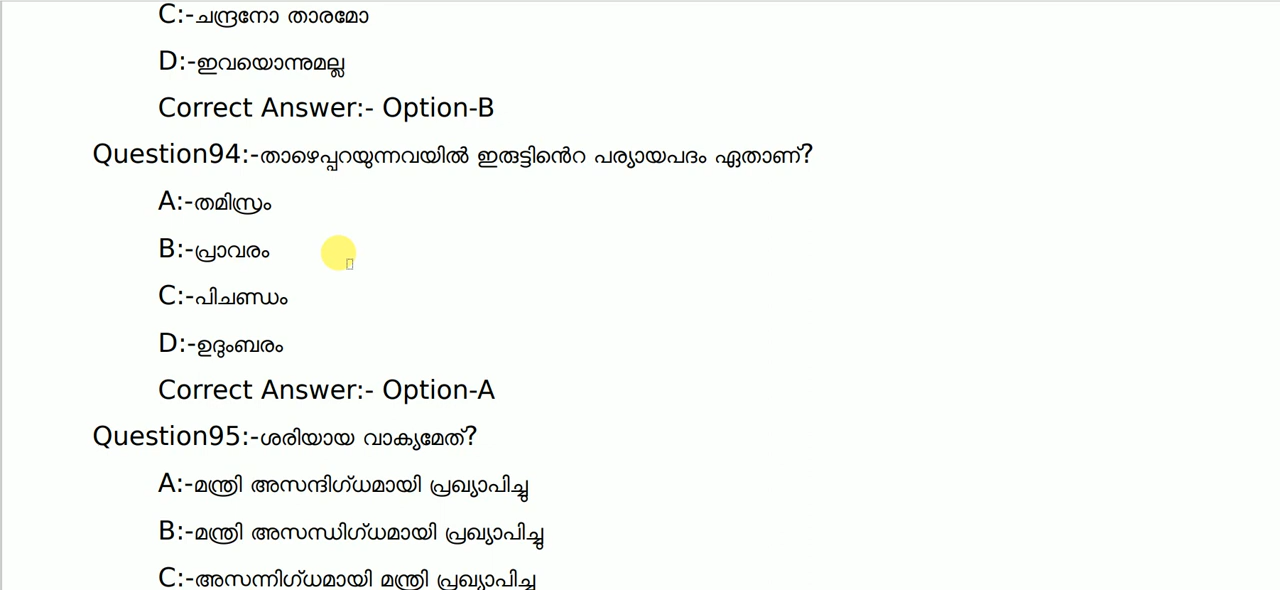 C:-ചന്ദ്രനോ താരമോ
D:-ഇവയൊന്നുമല്ല
Correct Answer:- Option-B
Question94:-താഴെപ്പറയുന്നവയിൽ ഇരുട്ടിൻെറ പര്യായപദം ഏതാണ്?
A:-തമിസ്രം
B:-പ്രാവരം
C:-പിചണ്ഡം
D:-ഉദുംബരം
Correct Answer:- Option-A
Question95:-ശരിയായ വാക്യമേത്?
A:-മന്ത്രി അസന്ദിഗ്ധമായി പ്രഖ്യാപിച്ചു
B:-മന്ത്രി അസന്ധിഗ്ധമായി പ്രഖ്യാപിച്ചു
C:-അസന്നിഗ്ധമായി മന്ത്രി പ്രഖ്യാപിച്ചു